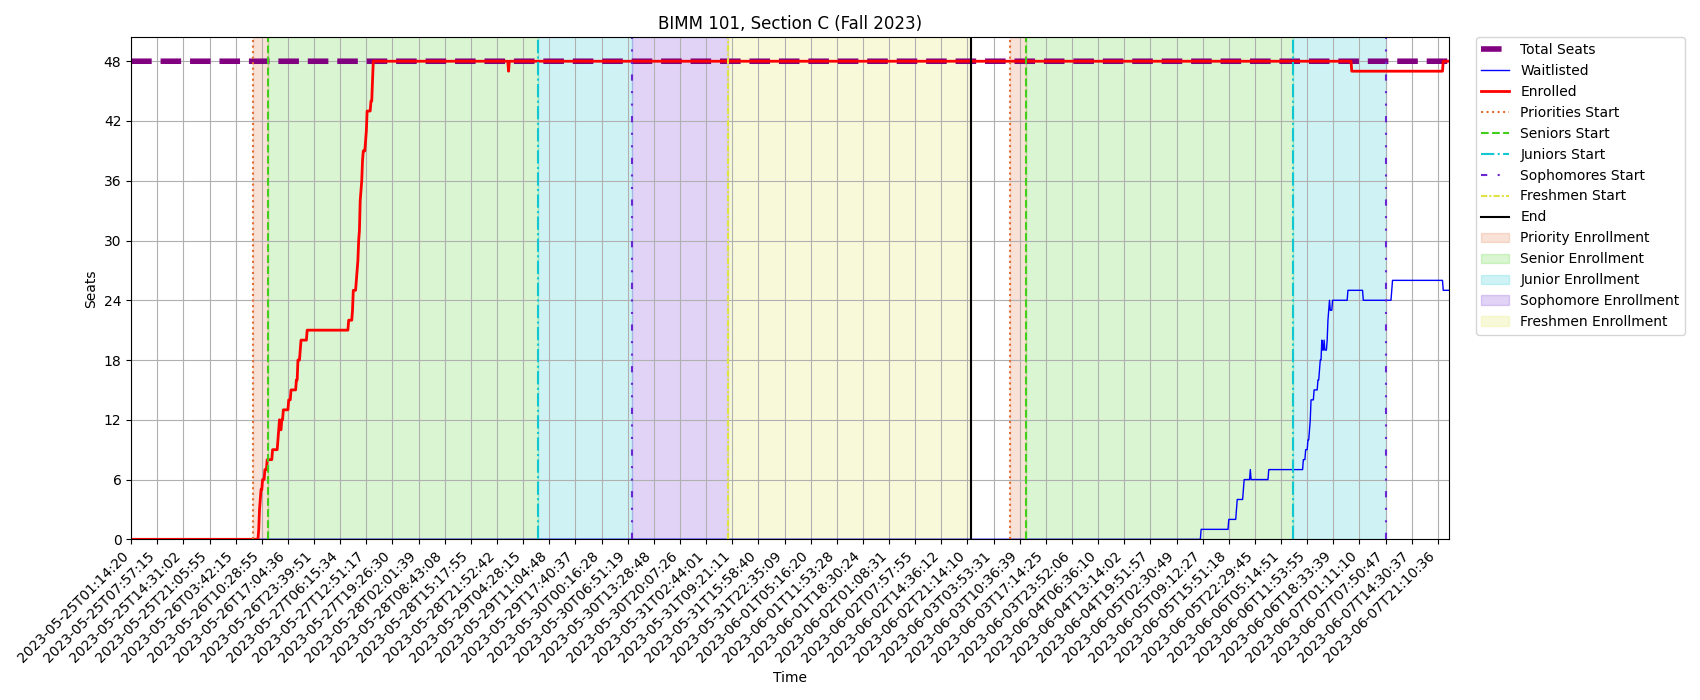 BIMM 101, Section C (Fall 2023)
Seats
48
42
36
30
24
18
12
6
0
2023-05-25T01:14:20
2023-05-25T07:57:15
2023-05-25T14:31:02
2023-05-25T21:05:55
2023-05-26T03:42:15
2023-05-26T10:28:55
2023-05-26T17:04:36
2023-05-26T23:39:51
2023-05-27T06:15:34
2023-05-27T12:51:17
2023-05-27T19:26:30
2023-05-28T02:01:39
2023-05-28T08:43:08
2023-05-28T15:17:55
2023-05-28T21:52:42
2023-05-29T04:28:15
2023-05-29T11:04:48
2023-05-29T17:40:37
2023-05-30T00:16:28
2023-05-30T06:51:19
2023-05-30T13:28:48
2023-05-30T20:07:26
2023-05-31T02:44:01
2023-05-31T09:21:11
2023-05-31T15:58:40
2023-05-31T22:35:09
2023-06-01T05:16:20
2023-06-01T11:53:28
2023-06-01T18:30:24
2023-06-02T01:08:31
2023-06-02T07:57:55
2023-06-02T14:36:12
2023-06-02T21:14:10
2023-06-03T03:53:31
2023-06-03T10:36:39
2023-06-03T17:14:25
2023-06-03T23:52:06
2023-06-04T06:36:10
2023-06-04T13:14:02
2023-06-04T19:51:57
2023-06-05T02:30:49
2023-06-05T09:12:27
2023-06-05T15:51:18
2023-06-05T22:29:45
2023-06-06T05:14:51
2023-06-06T11:53:55
2023-06-06T18:33:39
2023-06-07T01:11:10
2023-06-07T07:50:47
2023-06-07T14:30:37
2023-06-07T21:10:36
Time
Total Seats
Waitlisted
Enrolled
Priorities Start
Seniors Start
Juniors Start
Sophomores Start
Freshmen Start
End
Priority Enrollment
Senior Enrollment
Junior Enrollment
Sophomore Enrollment
Freshmen Enrollment